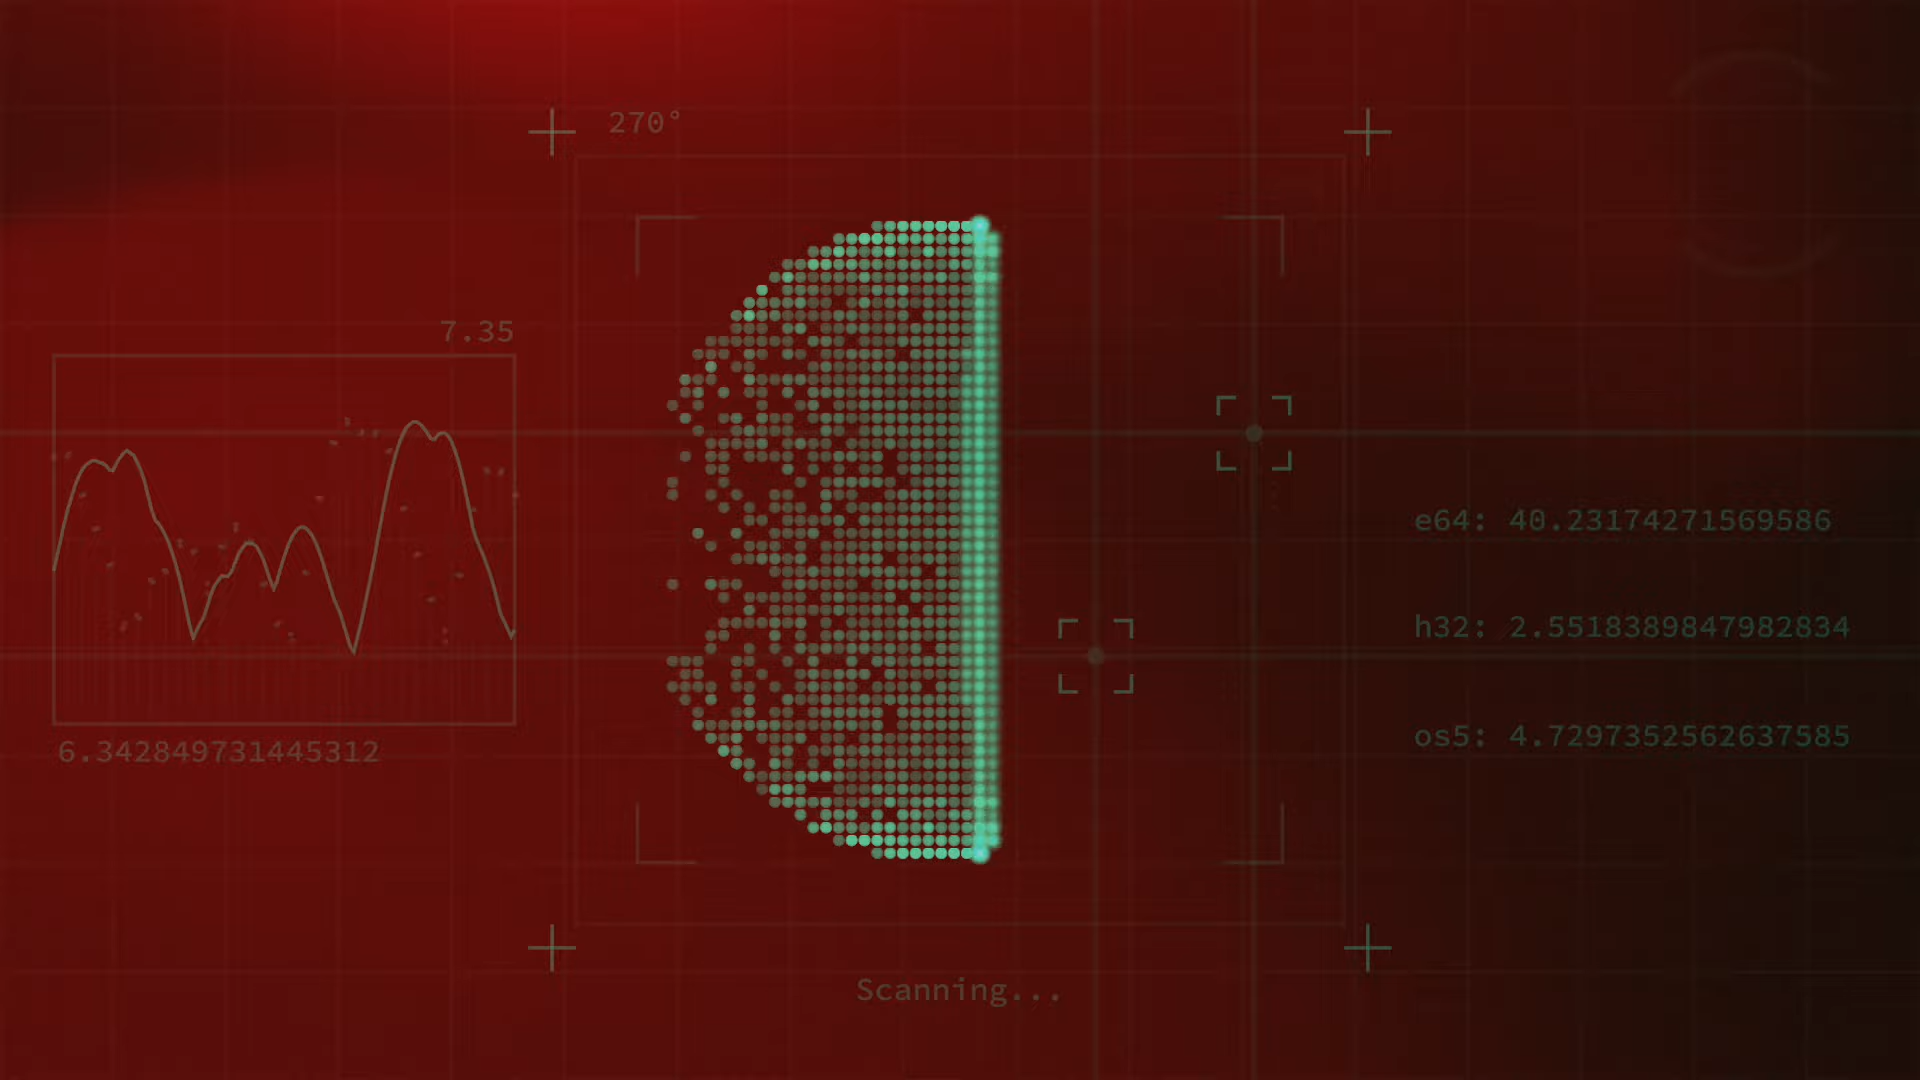 270°
7.35
6.342849731445312
e64: 40.23174271569586
h32: 2.5518389847982834
os5: 4.7297352562637585
Scanning...